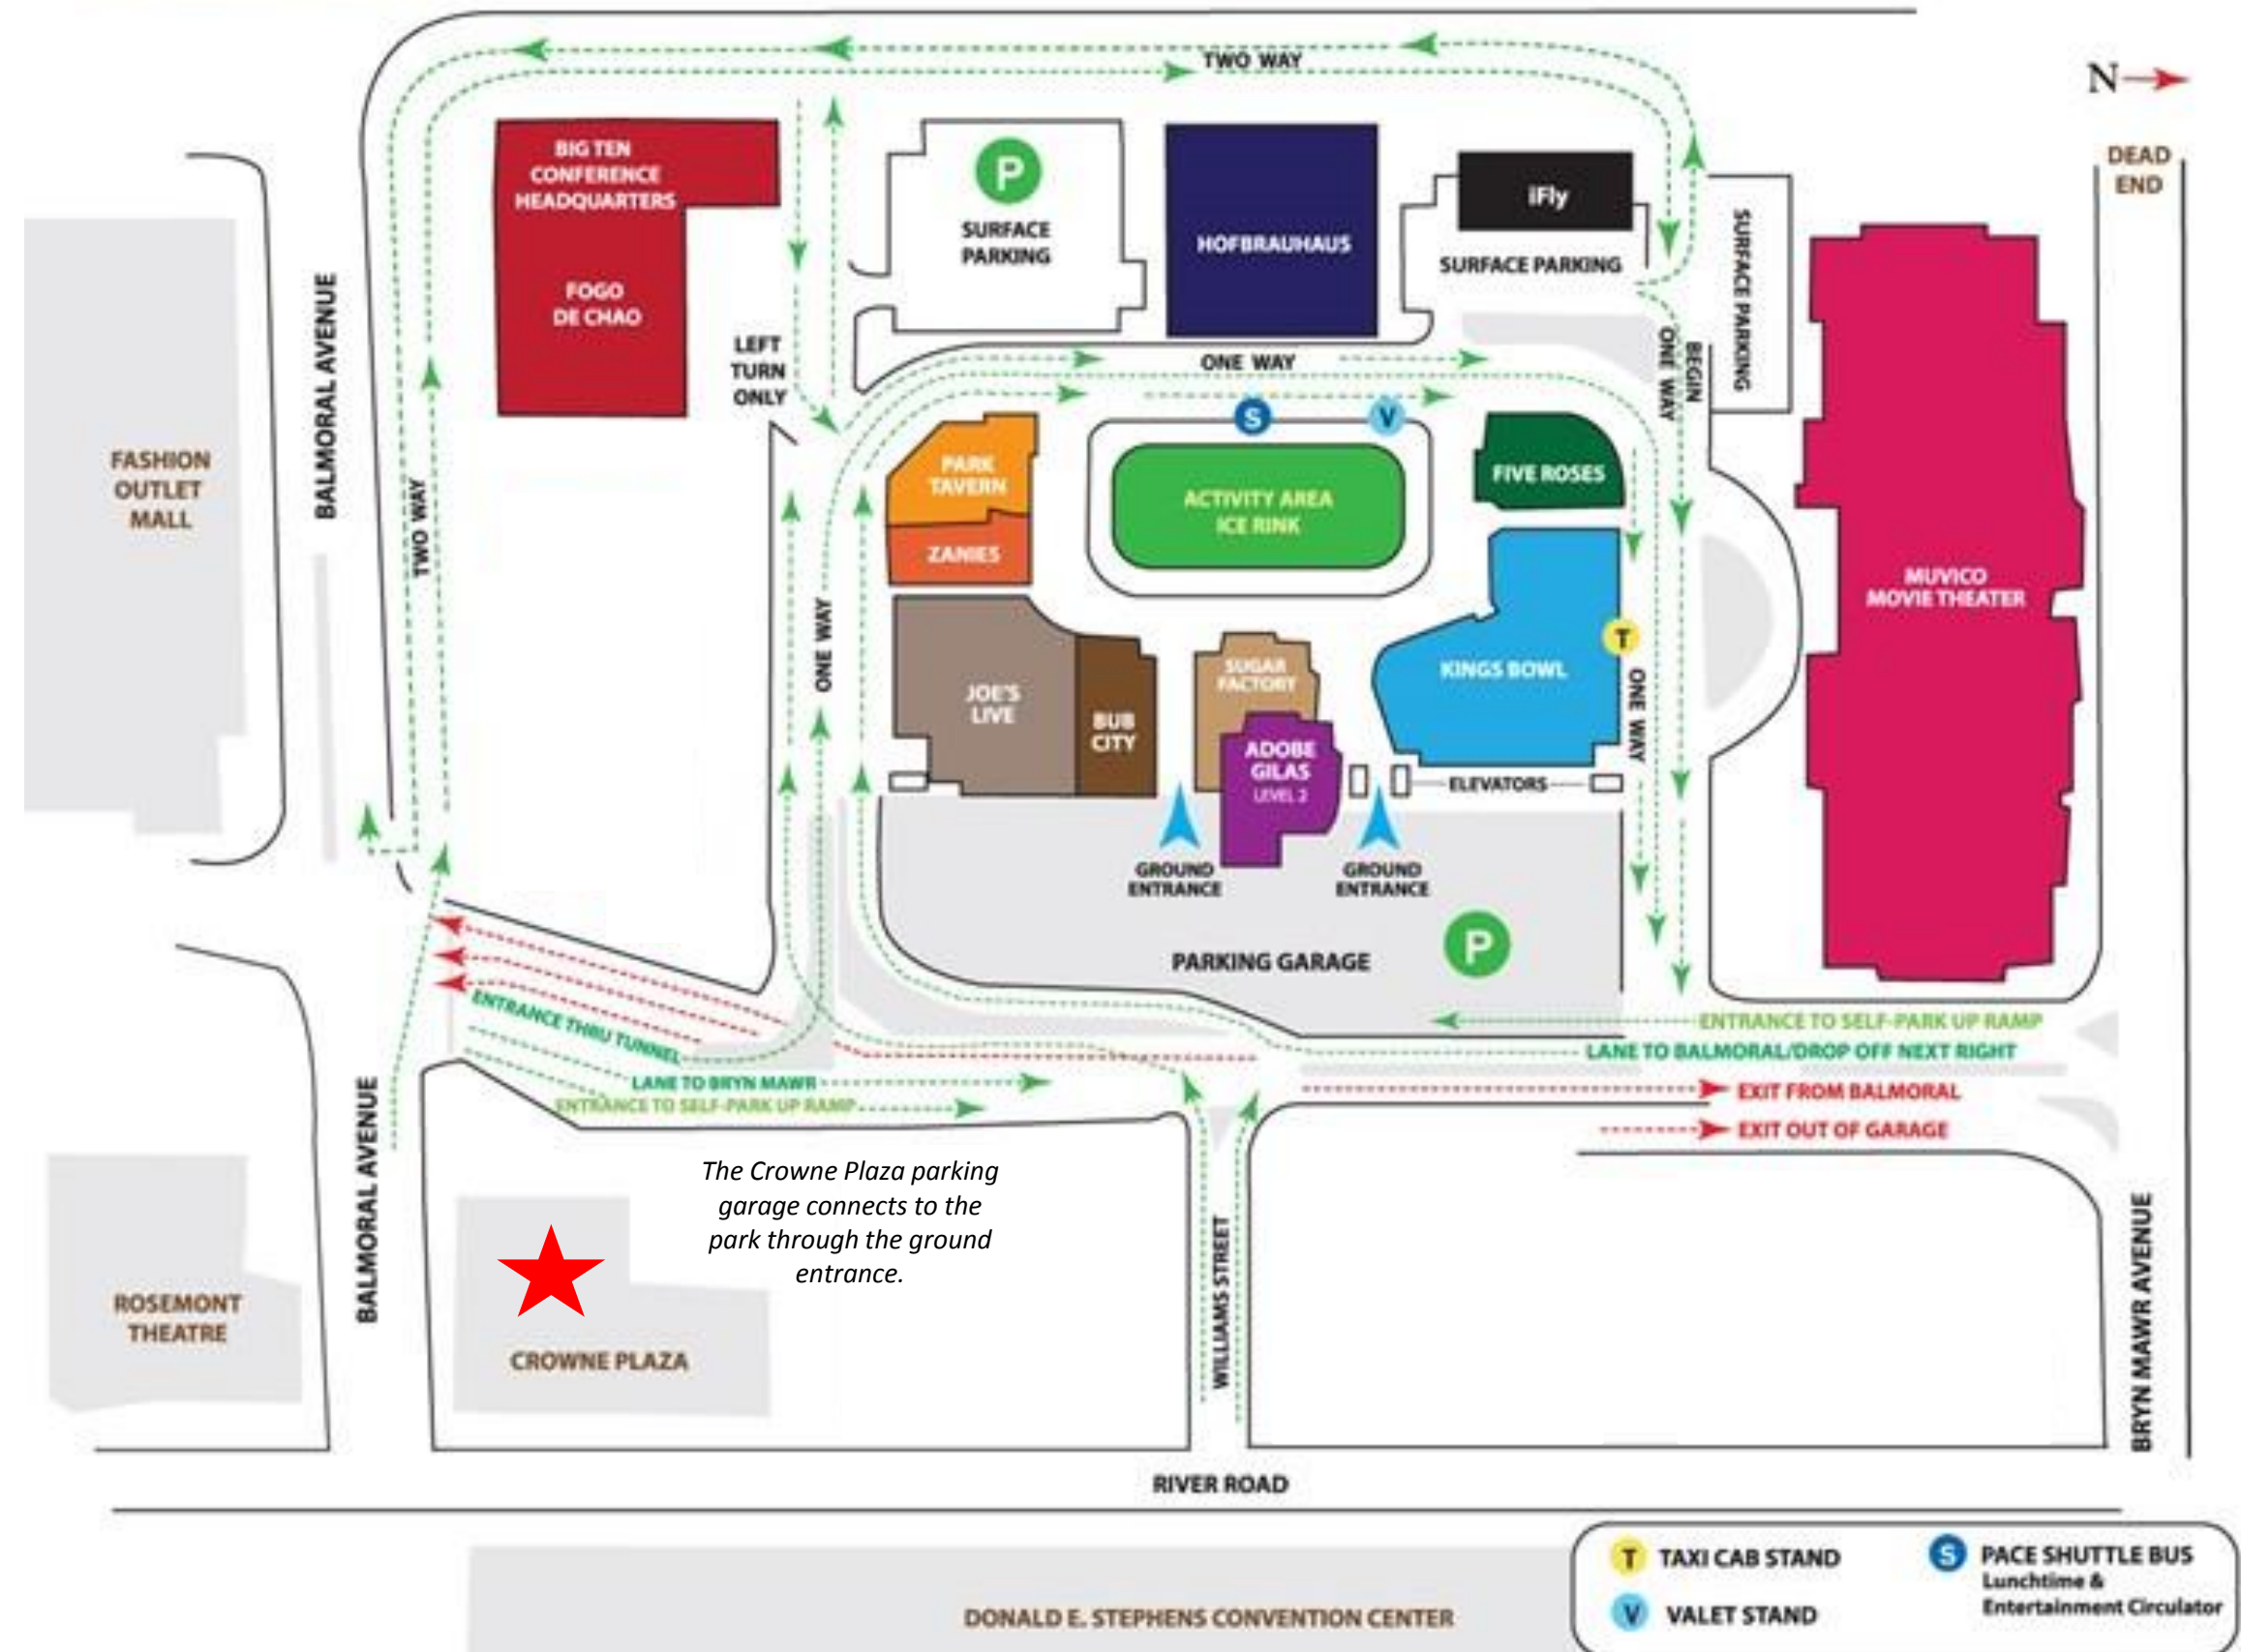 TWO WAY
N
DEAD
END
BIG TEN
CONFERENCE
HEADQUARTERS
FOGO
DE CHAO
P
SURFACE
PARKING
HOFBRAUHAUS
iFly
SURFACE PARKING
SURFACE PARKING
BALMORAL AVENUE
LEFT
TURN
ONLY
ONE WAY
BEGIN
ONE WAY
S
V
FASHION
OUTLET
MALL
TWO WAY
PARK
TAVERN
ZANIES
ACTIVITY AREA
ICE RINK
FIVE ROSES
MUVICO
MOVIE THEATER
ONE WAY
JOE'S
LIVE
BUB
CITY
SUGAR
FACTORY
ADOBE
GILAS
LEVEL 2
KINGS BOWL
T
ONE WAY
ELEVATORS
GROUND
ENTRANCE
GROUND
ENTRANCE
PARKING GARAGE
P
ENTRANCE THRU TUNNEL
LANE TO BRYN MAWR
ENTRANCE TO SELF-PARK UP RAMP
ENTRANCE TO SELF-PARK UP RAMP
LANE TO BALMORAL/DROP OFF NEXT RIGHT
EXIT FROM BALMORAL
EXIT OUT OF GARAGE
BALMORAL AVENUE
The Crowne Plaza parking
garage connects to the
park through the ground
entrance.
WILLIAMS STREET
BRYN MAWR AVENUE
ROSEMONT
THEATRE
CROWNE PLAZA
RIVER ROAD
DONALD E. STEPHENS CONVENTION CENTER
T TAXI CAB STAND
V VALET STAND
S PACE SHUTTLE BUS
Lunchtime &
Entertainment Circulator